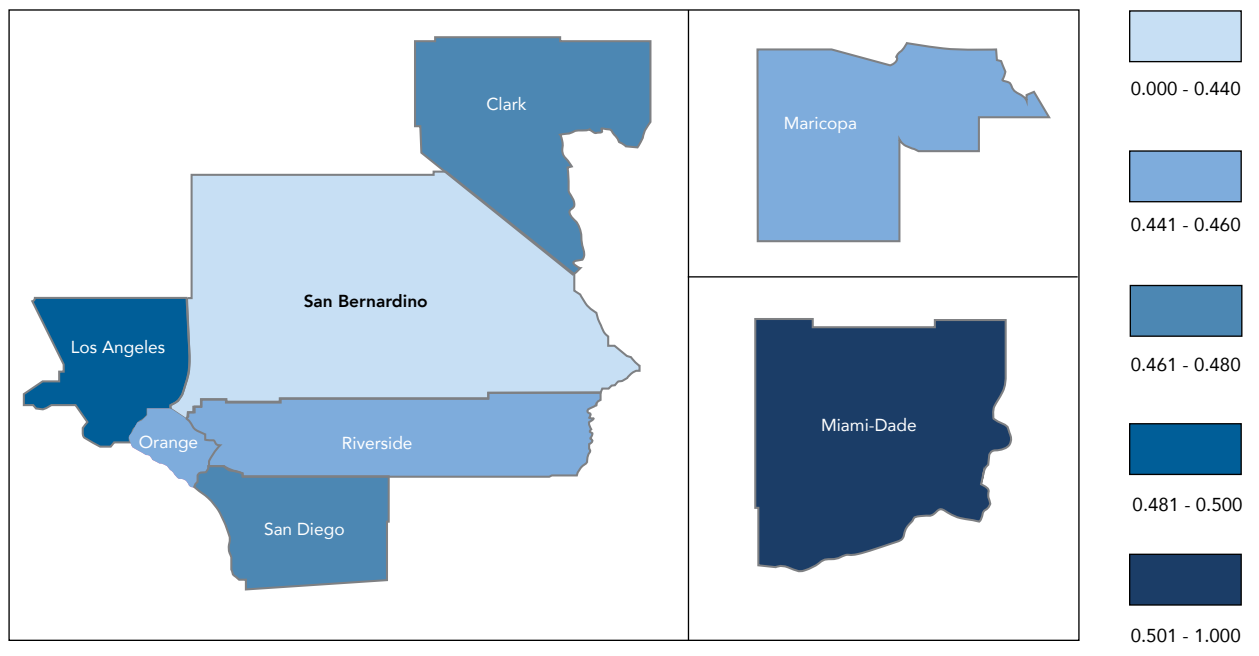 Clark
San Bernardino
Los Angeles
Orange
Riverside
San Diego
Maricopa
Miami-Dade
0.000 - 0.440
0.441 - 0.460
0.461 - 0.480
0.481 - 0.500
0.501 - 1.000